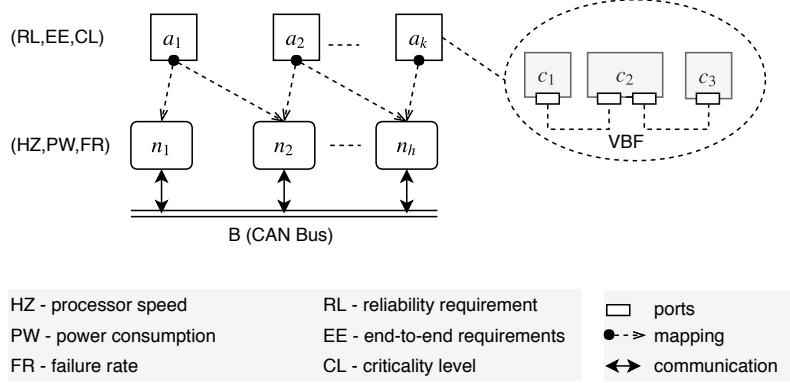 (RL,EE,CL) a1 a2 ak
c1 c2 c3
VBF
(HZ,PW,FR) n1 n2 nh
B (CAN Bus)
HZ - processor speed RL - reliability requirement ports
PW - power consumption EE - end-to-end requirements mapping
FR - failure rate CL - criticality level communication